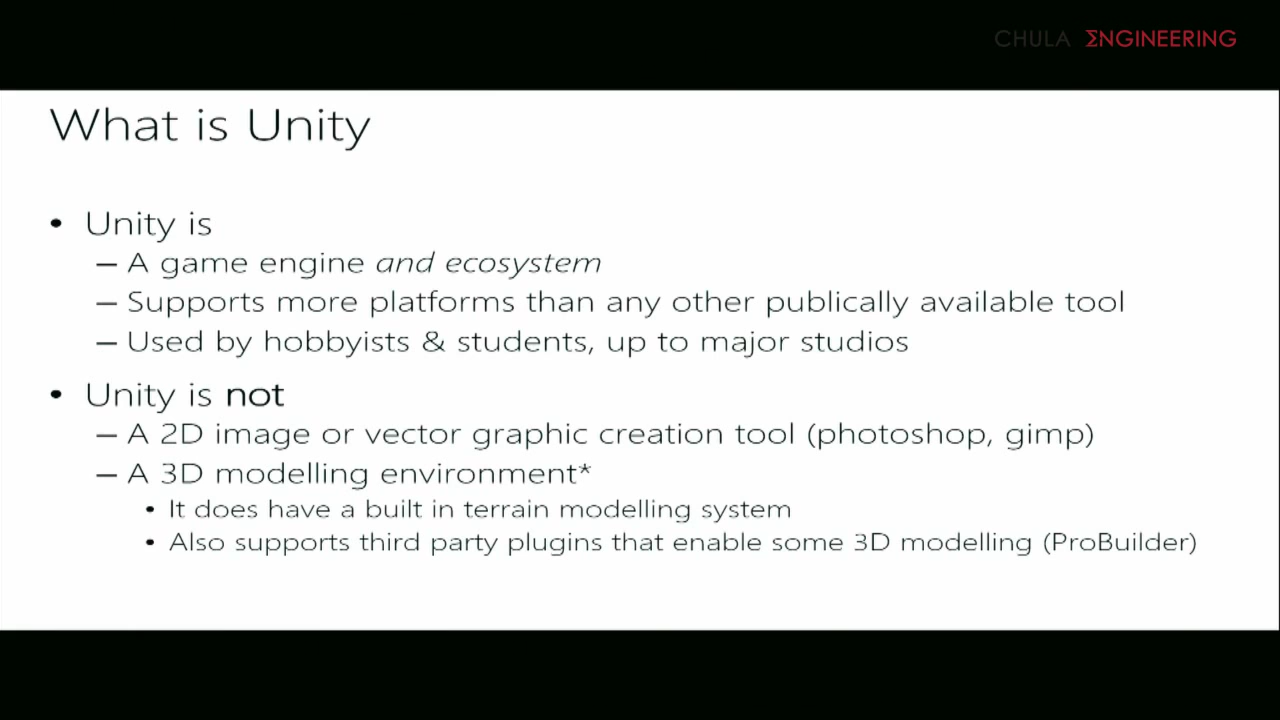 CHULA ΣNGINEERING
What is Unity
• Unity is
– A game engine and ecosystem
– Supports more platforms than any other publically available tool
– Used by hobbyists & students, up to major studios
• Unity is not
– A 2D image or vector graphic creation tool (photoshop, gimp)
– A 3D modelling environment*
• It does have a built in terrain modelling system
• Also supports third party plugins that enable some 3D modelling (ProBuilder)